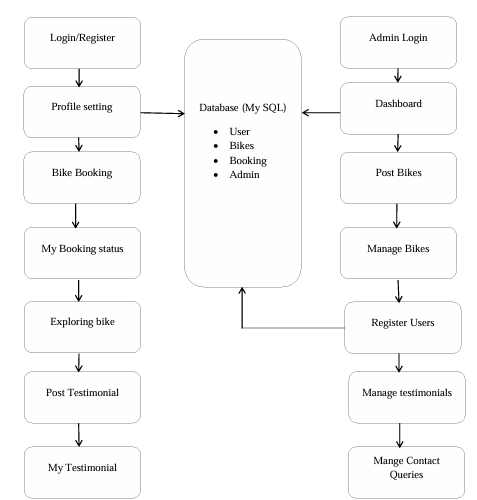 Login/Register
Profile setting
Bike Booking
My Booking status
Exploring bike
Post Testimonial
My Testimonial
Database (My SQL)
• User
• Bikes
• Booking
• Admin
Admin Login
Dashboard
Post Bikes
Manage Bikes
Register Users
Manage testimonials
Mange Contact
Queries